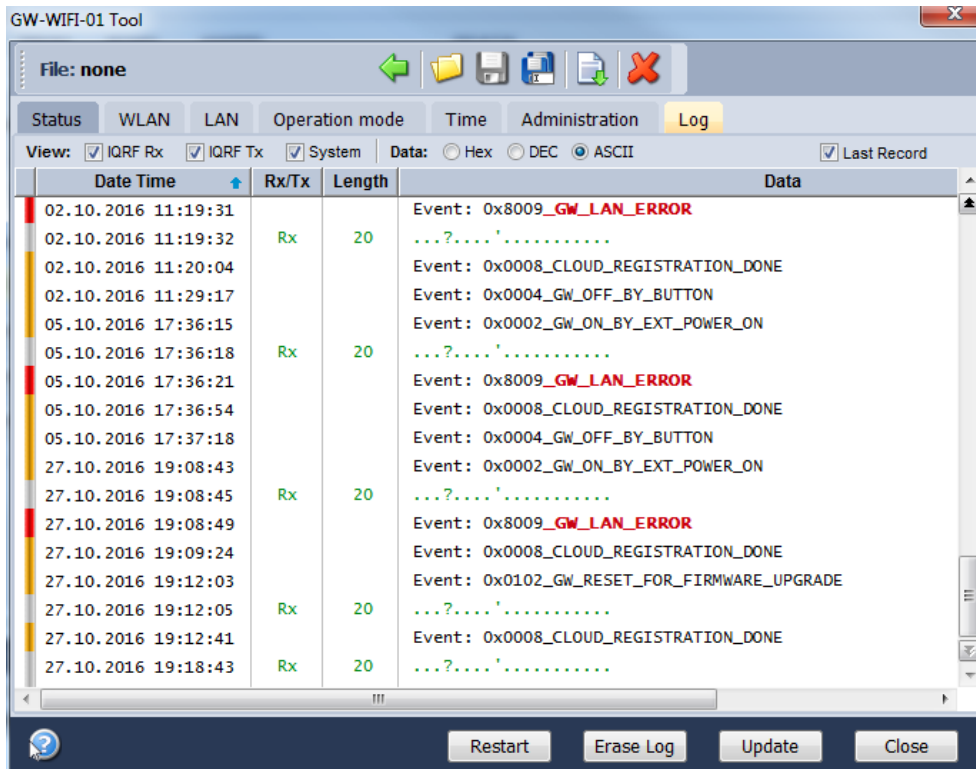 GW-WIFI-01 Tool
File: none
Status WLAN LAN Operation mode Time Administration Log
View: IQRF Rx IQRF Tx System Data: Hex DEC ASCII Last Record
Date Time Rx/Tx Length Data
02.10.2016 11:19:31 Event: 0x8009_GW_LAN_ERROR
02.10.2016 11:19:32 Rx 20 ...?....'...........
02.10.2016 11:20:04 Event: 0x0008_CLOUD_REGISTRATION_DONE
02.10.2016 11:29:17 Event: 0x0004_GW_OFF_BY_BUTTON
05.10.2016 17:36:15 Event: 0x0002_GW_ON_BY_EXT_POWER_ON
05.10.2016 17:36:18 Rx 20 ...?....'...........
05.10.2016 17:36:21 Event: 0x8009_GW_LAN_ERROR
05.10.2016 17:36:54 Event: 0x0008_CLOUD_REGISTRATION_DONE
05.10.2016 17:37:18 Event: 0x0004_GW_OFF_BY_BUTTON
27.10.2016 19:08:43 Event: 0x0002_GW_ON_BY_EXT_POWER_ON
27.10.2016 19:08:45 Rx 20 ...?....'...........
27.10.2016 19:08:49 Event: 0x8009_GW_LAN_ERROR
27.10.2016 19:09:24 Event: 0x0008_CLOUD_REGISTRATION_DONE
27.10.2016 19:12:03 Event: 0x0102_GW_RESET_FOR_FIRMWARE_UPGRADE
27.10.2016 19:12:05 Rx 20 ...?....'...........
27.10.2016 19:12:41 Event: 0x0008_CLOUD_REGISTRATION_DONE
27.10.2016 19:18:43 Rx 20 ...?....'...........
Restart Erase Log Update Close